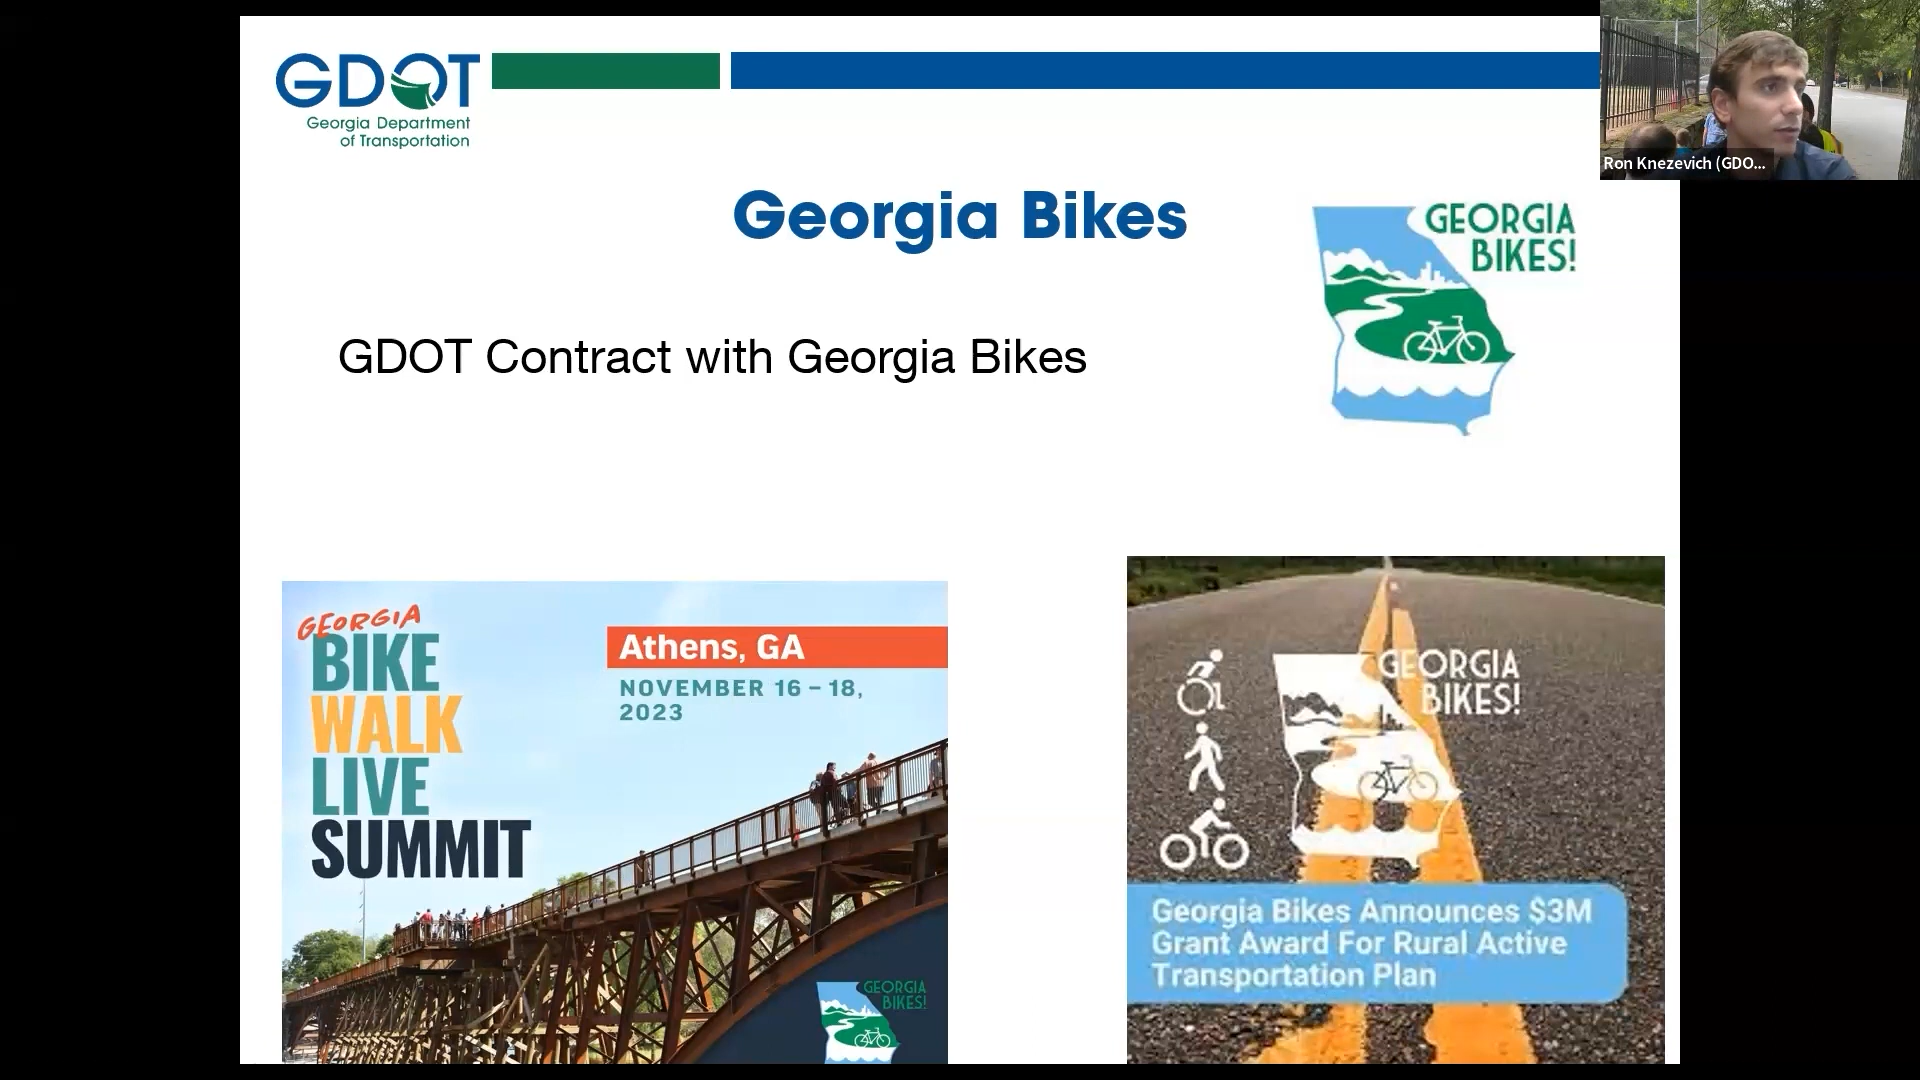 GDOT
Georgia Department
of Transportation
Ron Knezevich (GDO...
Georgia Bikes
GEORGIA
BIKES!
GDOT Contract with Georgia Bikes
GEORGIA
BIKE
WALK
LIVE
SUMMIT
Athens, GA
NOVEMBER 16 – 18,
2023
GEORGIA
BIKES!
GEORGIA
BIKES!
Georgia Bikes Announces $3M
Grant Award For Rural Active
Transportation Plan